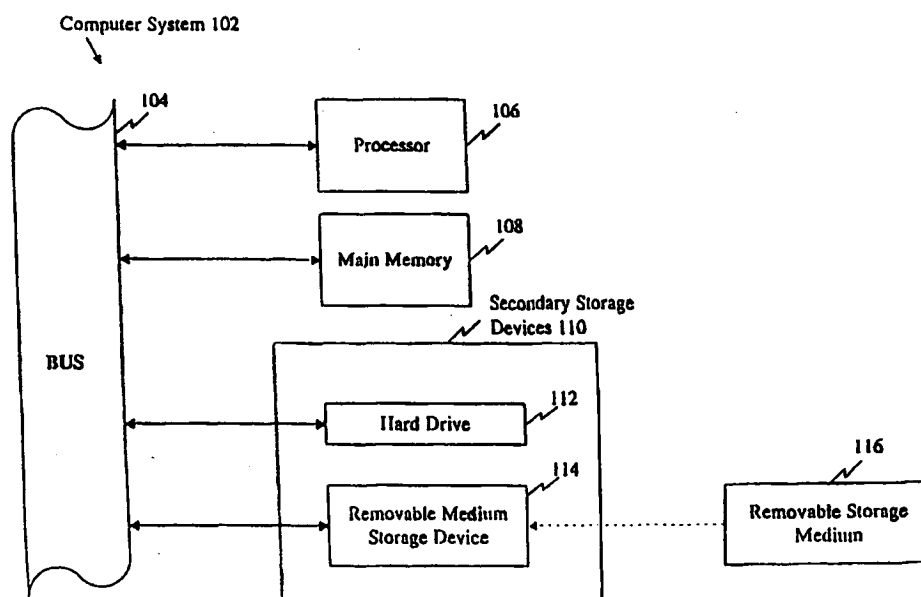 Computer System 102
104
106
Processor
108
Main Memory
Secondary Storage
Devices 110
BUS
112
Hard Drive
114
116
Removable Medium
Storage Device
Removable Storage
Medium